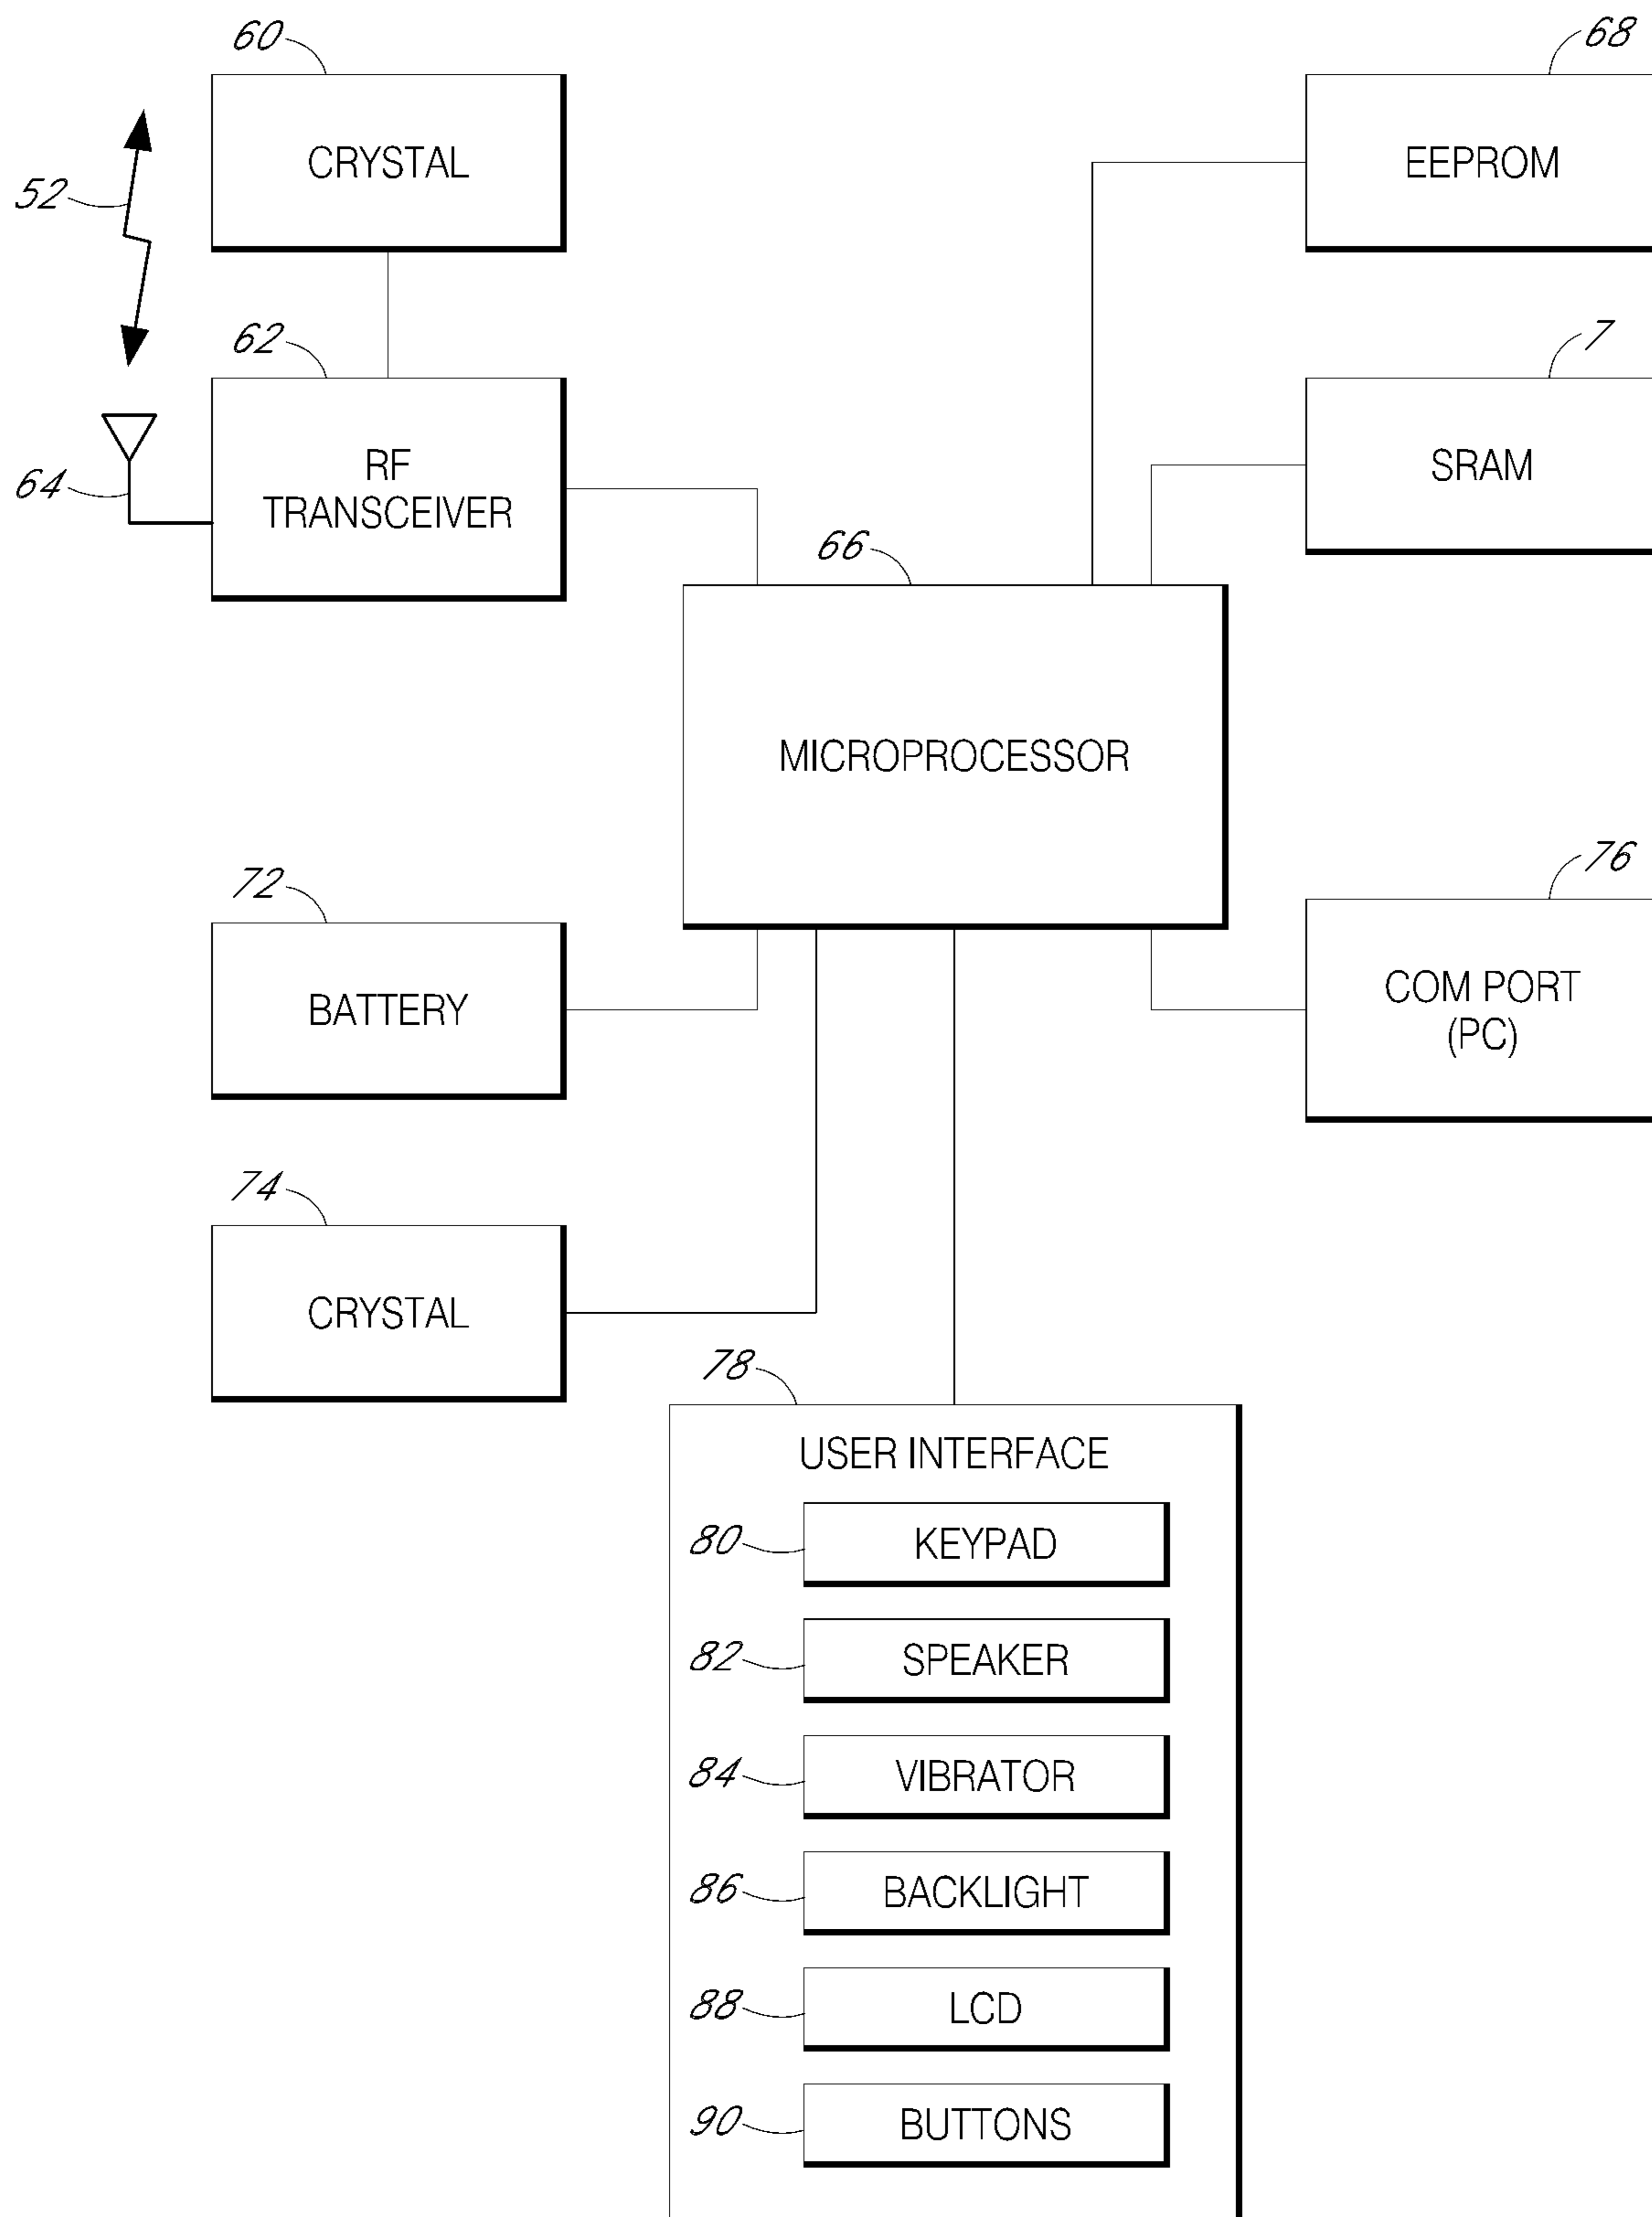 60
CRYSTAL
52
68
EEPROM
62
RF
TRANSCEIVER
64
7
SRAM
66
MICROPROCESSOR
72
BATTERY
76
COM PORT
(PC)
74
CRYSTAL
78
USER INTERFACE
80
KEYPAD
82
SPEAKER
84
VIBRATOR
86
BACKLIGHT
88
LCD
90
BUTTONS